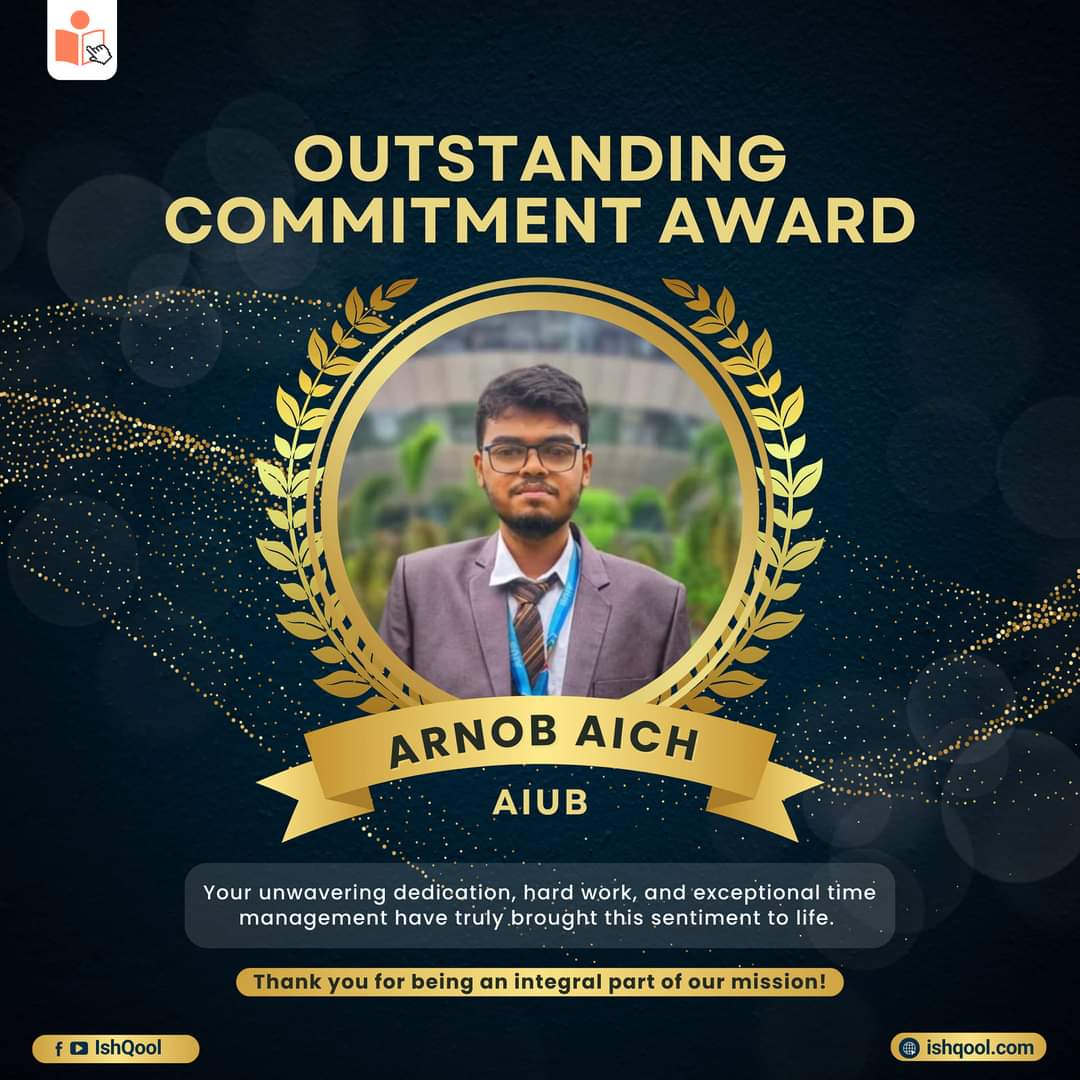 OUTSTANDING
COMMITMENT AWARD
ARNOB AICH
AIUB
Your unwavering dedication, hard work, and exceptional time
management have truly brought this sentiment to life.
Thank you for being an integral part of our mission!
IshQool
ishqool.com